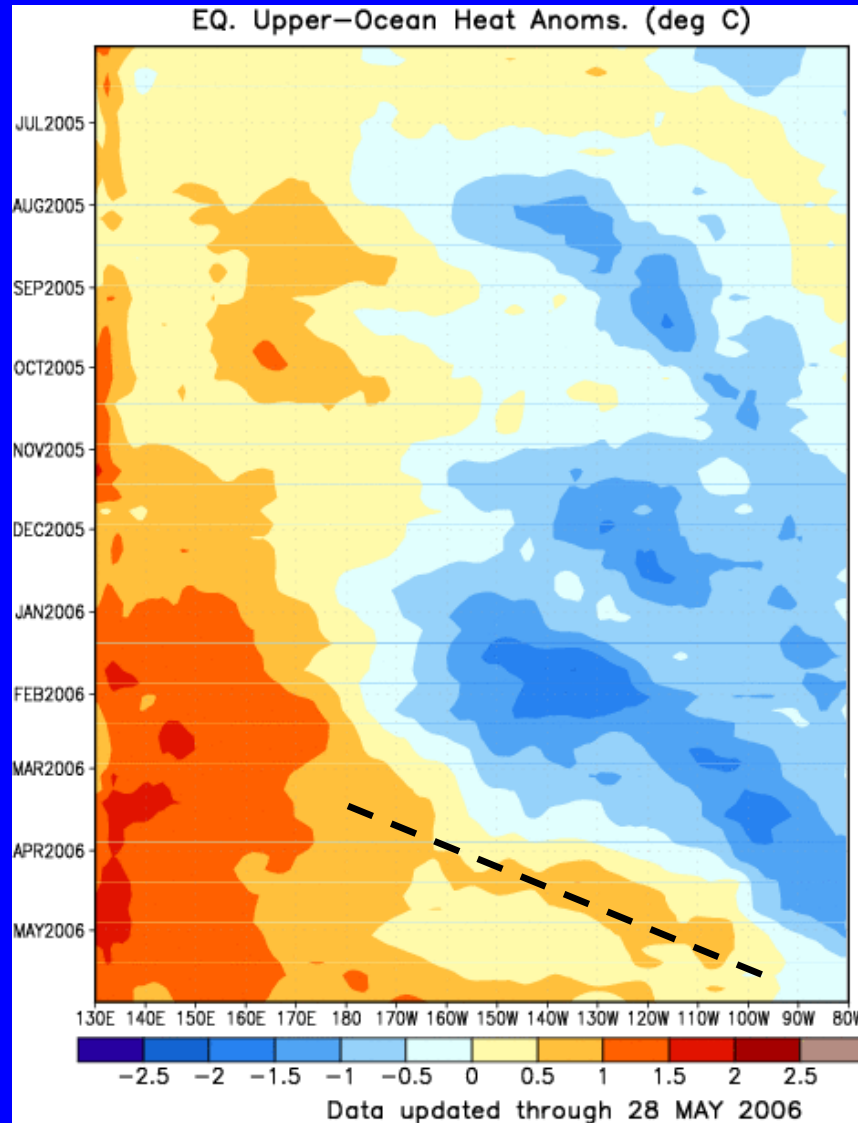 EQ. Upper-Ocean Heat Anoms. (deg C)
JUL2005
AUG2005
SEP2005
OCT2005
NOV2005
DEC2005
JAN2006
FEB2006
MAR2006
APR2006
MAY2006
130E 140E 150E 160E 170E 180 170W 160W 150W 140W 130W 120W 110W 100W 90W 80W
-2.5 -2 -1.5 -1 -0.5 0 0.5 1 1.5 2 2.5
Data updated through 28 MAY 2006